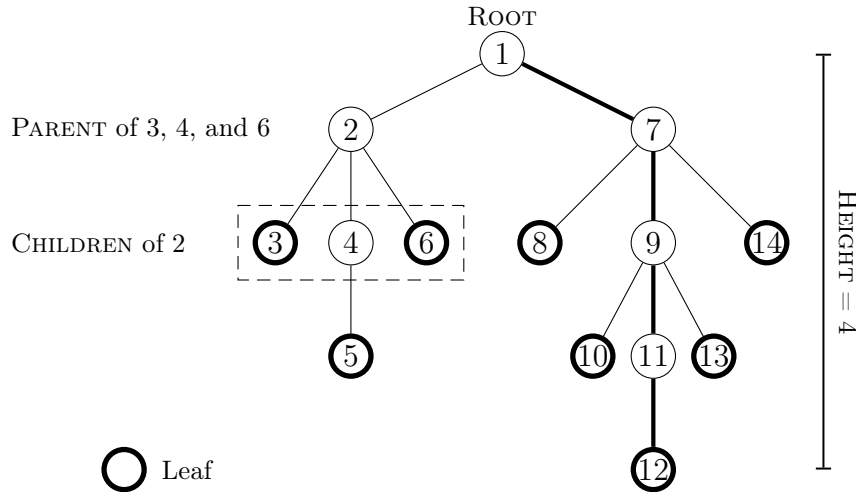 ROOT
1
PARENT of 3, 4, and 6
2
7
CHILDREN of 2
3
4
6
8
9
14
HEIGHT = 4
5
10
11
13
Leaf
12